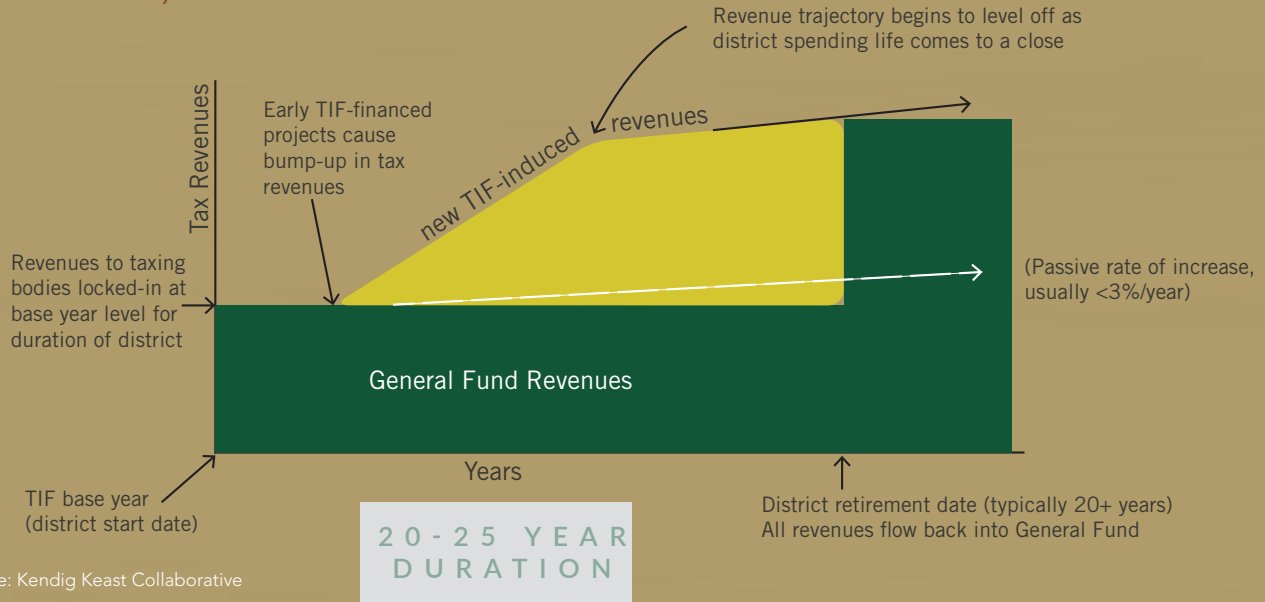 Revenue trajectory begins to level off as
district spending life comes to a close
Early TIF-financed
projects cause
bump-up in tax
revenues
Tax Revenues
new TIF-induced revenues
Revenues to taxing
bodies locked-in at
base year level for
duration of district
(Passive rate of increase,
usually <3%/year)
General Fund Revenues
Years
TIF base year
(district start date)
District retirement date (typically 20+ years)
All revenues flow back into General Fund
20-25 YEAR
DURATION
e: Kendig Keast Collaborative